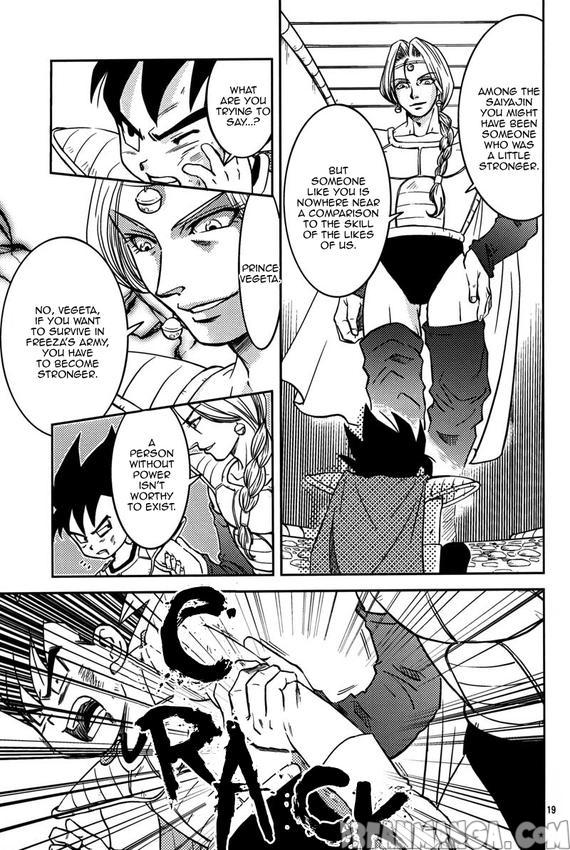 AMONG
THE
SAIYAJIN
YOU MIGHT
HAVE BEEN
SOMEONE
WHO WAS
A LITTLE
STRONGER.
BUT
SOMEONE
LIKE YOU IS
NOWHERE NEAR
A COMPARISON
TO THE SKILL
OF THE LIKES
OF US.
WHAT
ARE YOU
TRYING TO
SAY...?
PRINCE
VEGETA.
NO, VEGETA,
IF YOU WANT
TO SURVIVE IN
FREEZA'S ARMY,
YOU HAVE
TO BECOME
STRONGER.
A
PERSON
WITHOUT
POWER
ISN'T
WORTHY
TO EXIST.
CRACK
19